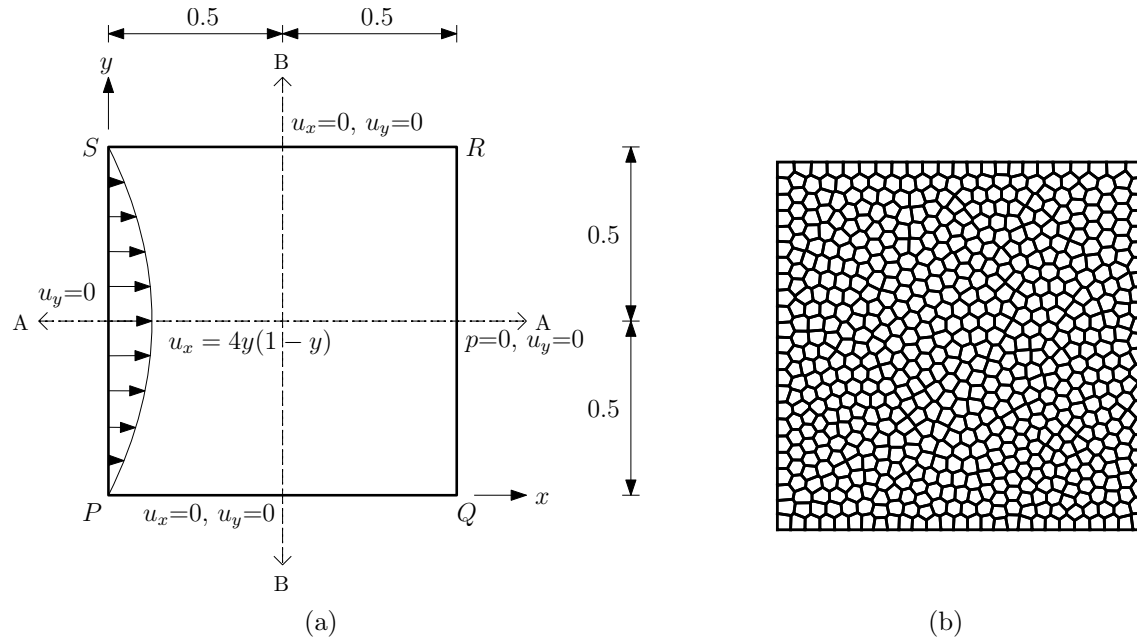 0.5 0.5
B
y
u_x=0, u_y=0
S R
0.5
u_y=0
A A
u_x = 4y(1 − y) p=0, u_y=0
0.5
P u_x=0, u_y=0 Q x
B
(a) (b)